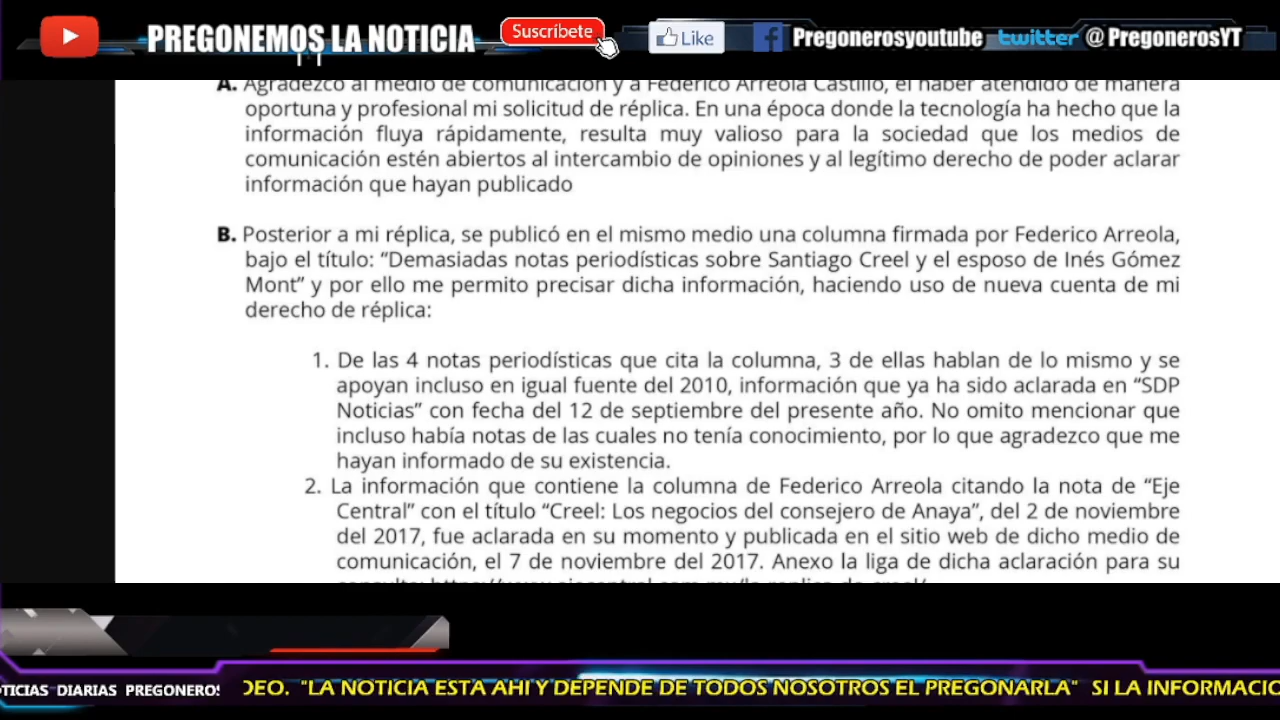 PREGONEMOS LA NOTICIA
Suscríbete
Like
Pregonerosyoutube
twitter @PregonerosYT
A. Agradezco al medio de comunicación y a Federico Arreola Castillo, el haber atendido de manera
oportuna y profesional mi solicitud de réplica. En una época donde la tecnología ha hecho que la
información fluya rápidamente, resulta muy valioso para la sociedad que los medios de
comunicación estén abiertos al intercambio de opiniones y al legítimo derecho de poder aclarar
información que hayan publicado
B. Posterior a mi réplica, se publicó en el mismo medio una columna firmada por Federico Arreola,
bajo el título: “Demasiadas notas periodísticas sobre Santiago Creel y el esposo de Inés Gómez
Mont” y por ello me permito precisar dicha información, haciendo uso de nueva cuenta de mi
derecho de réplica:
1. De las 4 notas periodísticas que cita la columna, 3 de ellas hablan de lo mismo y se
apoyan incluso en igual fuente del 2010, información que ya ha sido aclarada en “SDP
Noticias” con fecha del 12 de septiembre del presente año. No omito mencionar que
incluso había notas de las cuales no tenía conocimiento, por lo que agradezco que me
hayan informado de su existencia.
2. La información que contiene la columna de Federico Arreola citando la nota de “Eje
Central” con el título “Creel: Los negocios del consejero de Anaya”, del 2 de noviembre
del 2017, fue aclarada en su momento y publicada en el sitio web de dicho medio de
comunicación, el 7 de noviembre del 2017. Anexo la liga de dicha aclaración para su
TICIAS DIARIAS PREGONEROS
DEO. "LA NOTICIA ESTA AHI Y DEPENDE DE TODOS NOSOTROS EL PREGONARLA" SI LA INFORMACIO